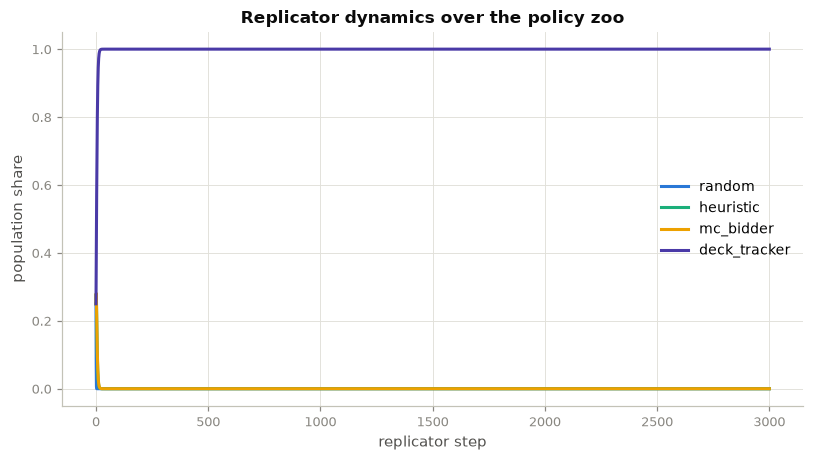 Replicator dynamics over the policy zoo
population share
1.0
0.8
0.6
0.4
0.2
0.0
random
heuristic
mc_bidder
deck_tracker
0 500 1000 1500 2000 2500 3000
replicator step